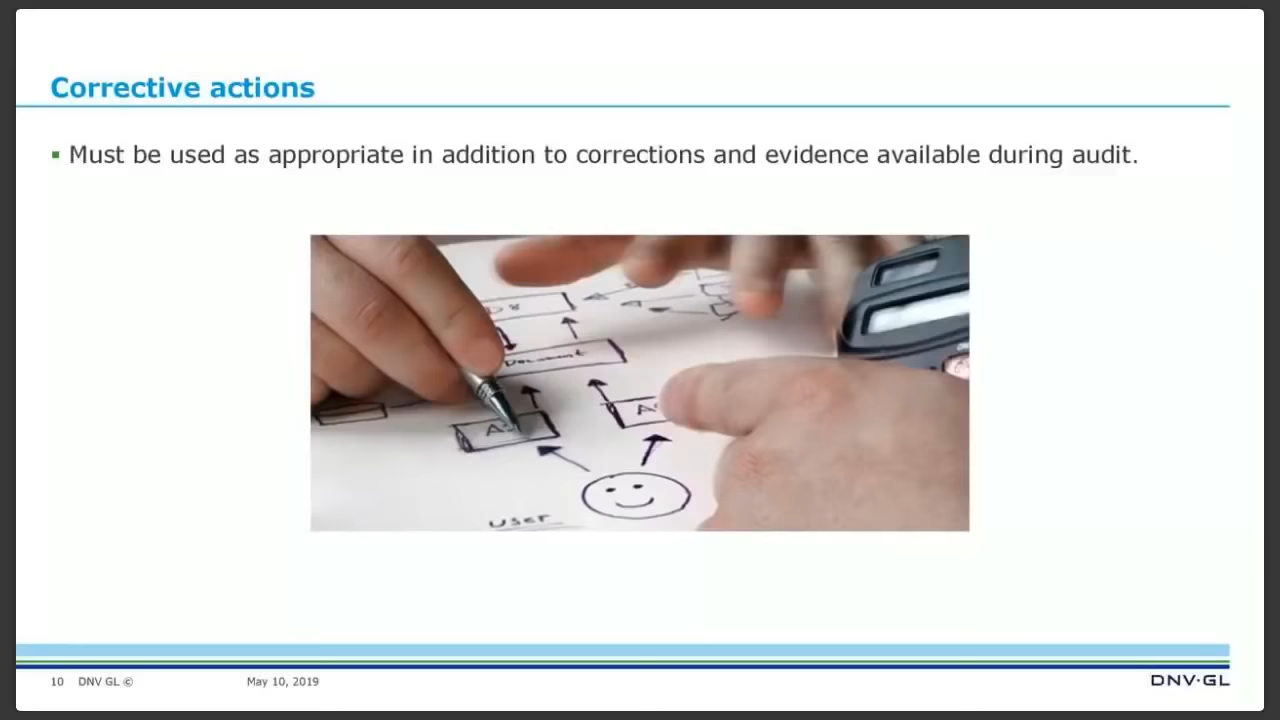 Corrective actions
▪ Must be used as appropriate in addition to corrections and evidence available during audit.
Document
User
10 DNV GL © May 10, 2019
DNV·GL